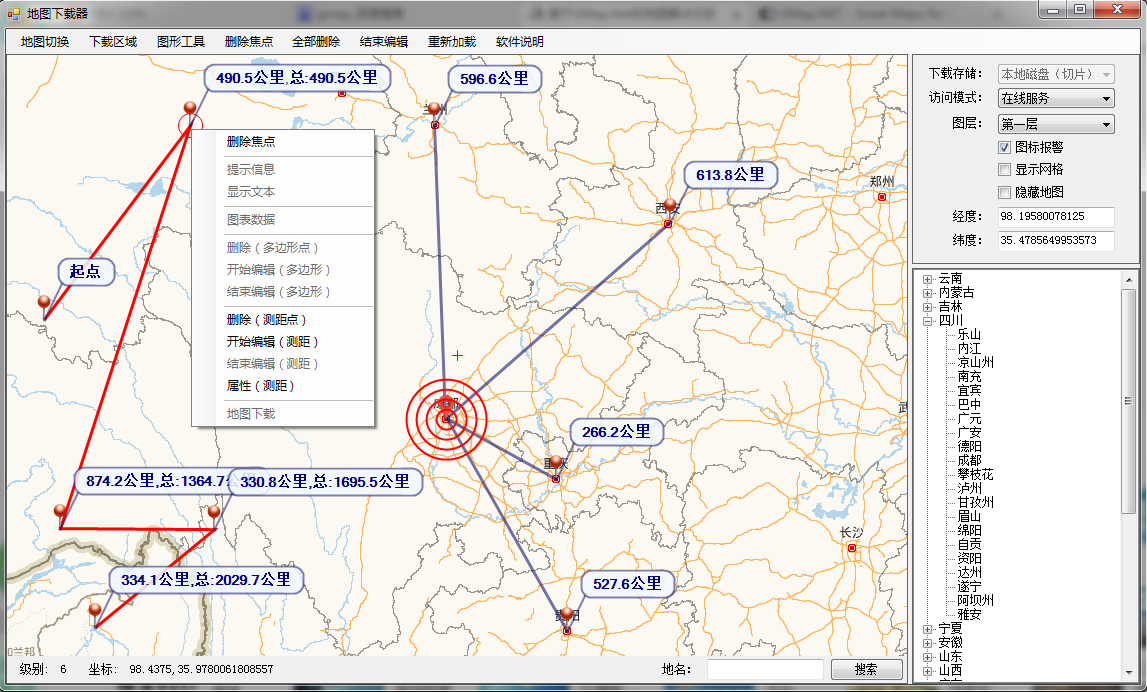 地图下载器
地图切换 下载区域 图形工具 删除焦点 全部删除 结束编辑 重新加载 软件说明
490.5公里,总:490.5公里
596.6公里
613.8公里
郑州
起点
删除焦点
提示信息
显示文本
图表数据
删除（多边形点）
开始编辑（多边形）
结束编辑（多边形）
删除（测距点）
开始编辑（测距）
结束编辑（测距）
属性（测距）
地图下载
266.2公里
874.2公里,总:1364.7
330.8公里,总:1695.5公里
长沙
334.1公里,总:2029.7公里
527.6公里
级别: 6 坐标: 98.4375,35.9780061808557
地名:
搜索
下载存储: 本地磁盘（切片）
访问模式: 在线服务
图层: 第一层
图标报警
显示网格
隐藏地图
经度: 98.19580078125
纬度: 35.4785649953573
云南
内蒙古
吉林
四川
乐山
内江
凉山州
南充
宜宾
巴中
广元
广安
德阳
成都
攀枝花
泸州
甘孜州
眉山
绵阳
自贡
资阳
达州
遂宁
阿坝州
雅安
宁夏
安徽
山东
山西